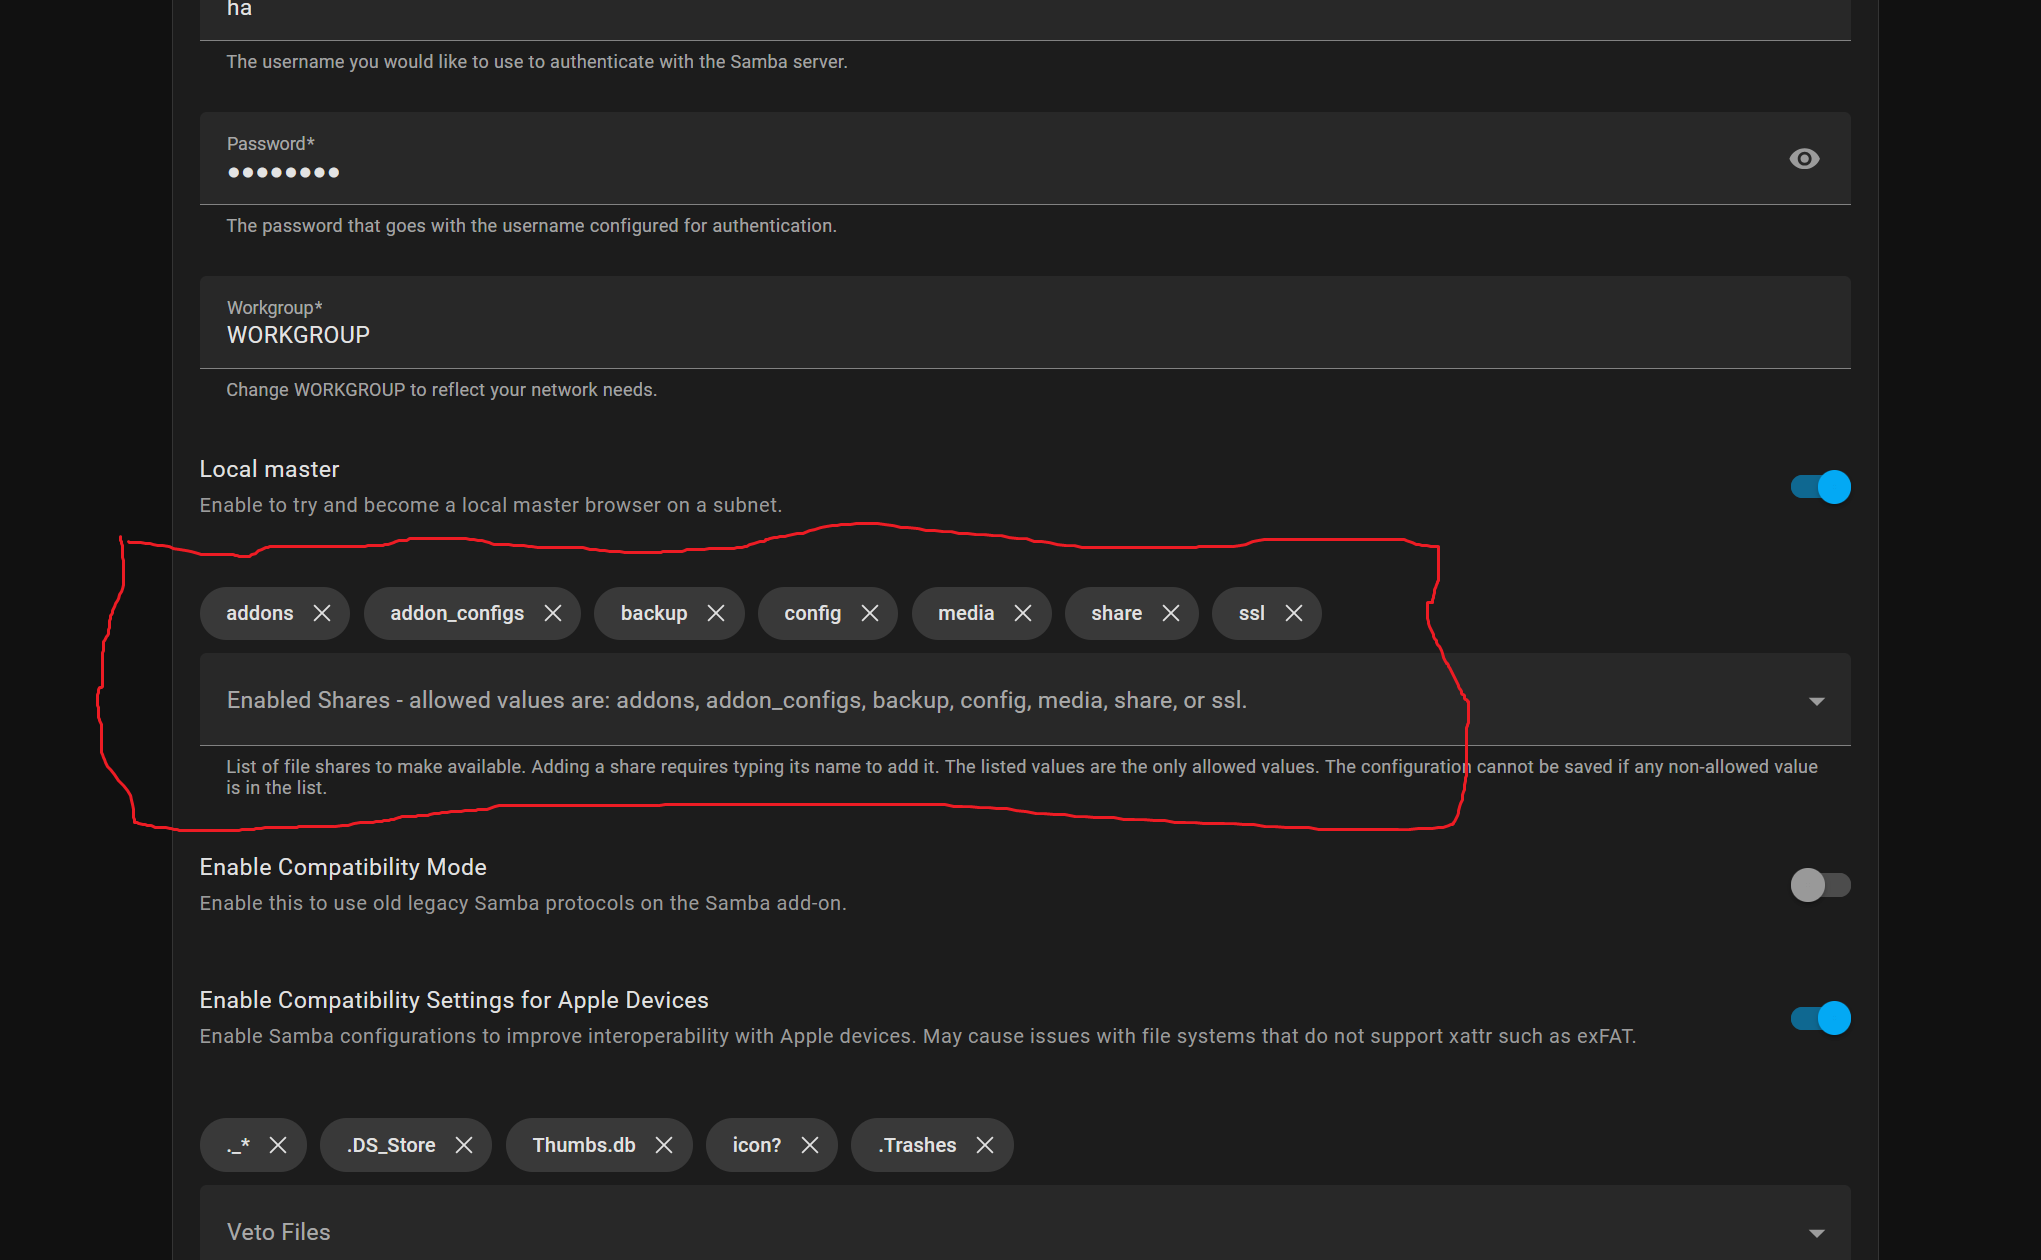 ha
The username you would like to use to authenticate with the Samba server.
Password*
●●●●●●●●
The password that goes with the username configured for authentication.
Workgroup*
WORKGROUP
Change WORKGROUP to reflect your network needs.
Local master
Enable to try and become a local master browser on a subnet.
addons addon_configs backup config media share ssl
Enabled Shares - allowed values are: addons, addon_configs, backup, config, media, share, or ssl.
List of file shares to make available. Adding a share requires typing its name to add it. The listed values are the only allowed values. The configuration cannot be saved if any non-allowed value
is in the list.
Enable Compatibility Mode
Enable this to use old legacy Samba protocols on the Samba add-on.
Enable Compatibility Settings for Apple Devices
Enable Samba configurations to improve interoperability with Apple devices. May cause issues with file systems that do not support xattr such as exFAT.
._* .DS_Store Thumbs.db icon? .Trashes
Veto Files